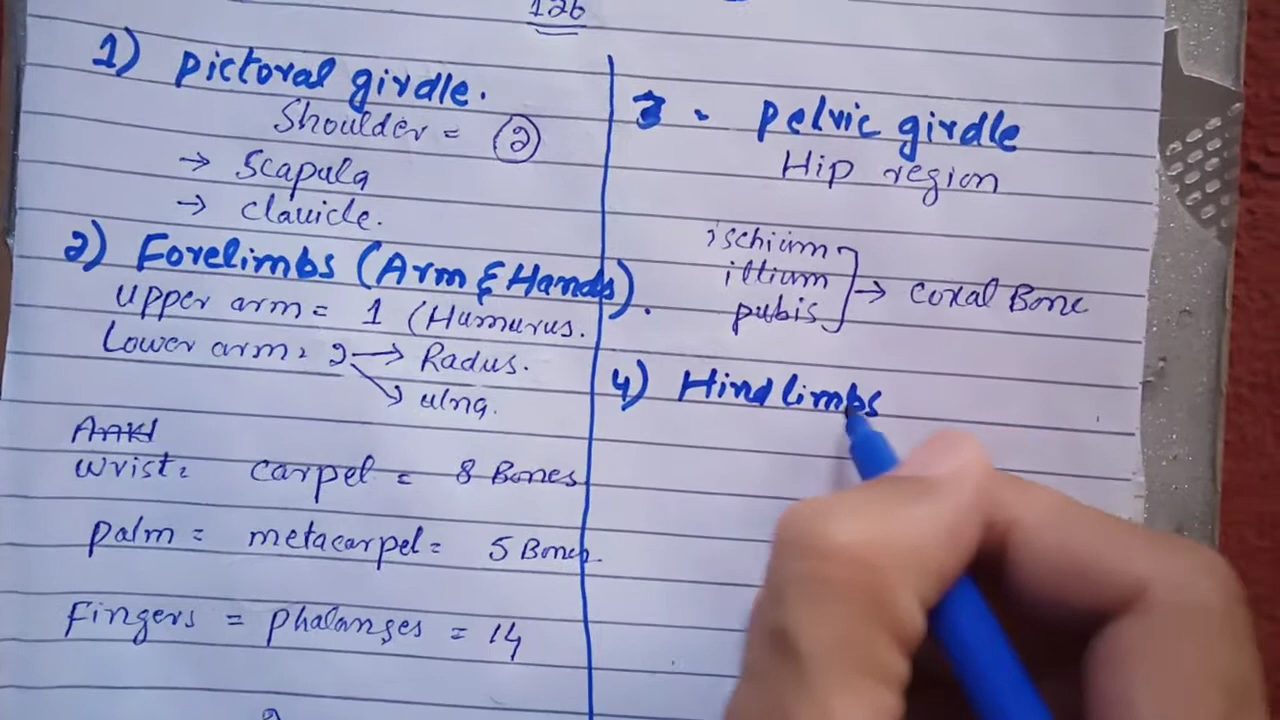 126
1) Pictoral girdle.
Shoulder = 2
→ Scapula
→ Clavicle.
2) Forelimbs (Arm & Hands).
Upper arm = 1 (Humurus.
Lower arm = 2 → Radus.
→ ulna.
Wrist = carpel = 8 Bones
Palm = metacarpel = 5 Bones
Fingers = Phalanges = 14
3. Pelvic girdle
Hip region
ischium
illium → Coxal Bone
pubis
4) Hind limbs